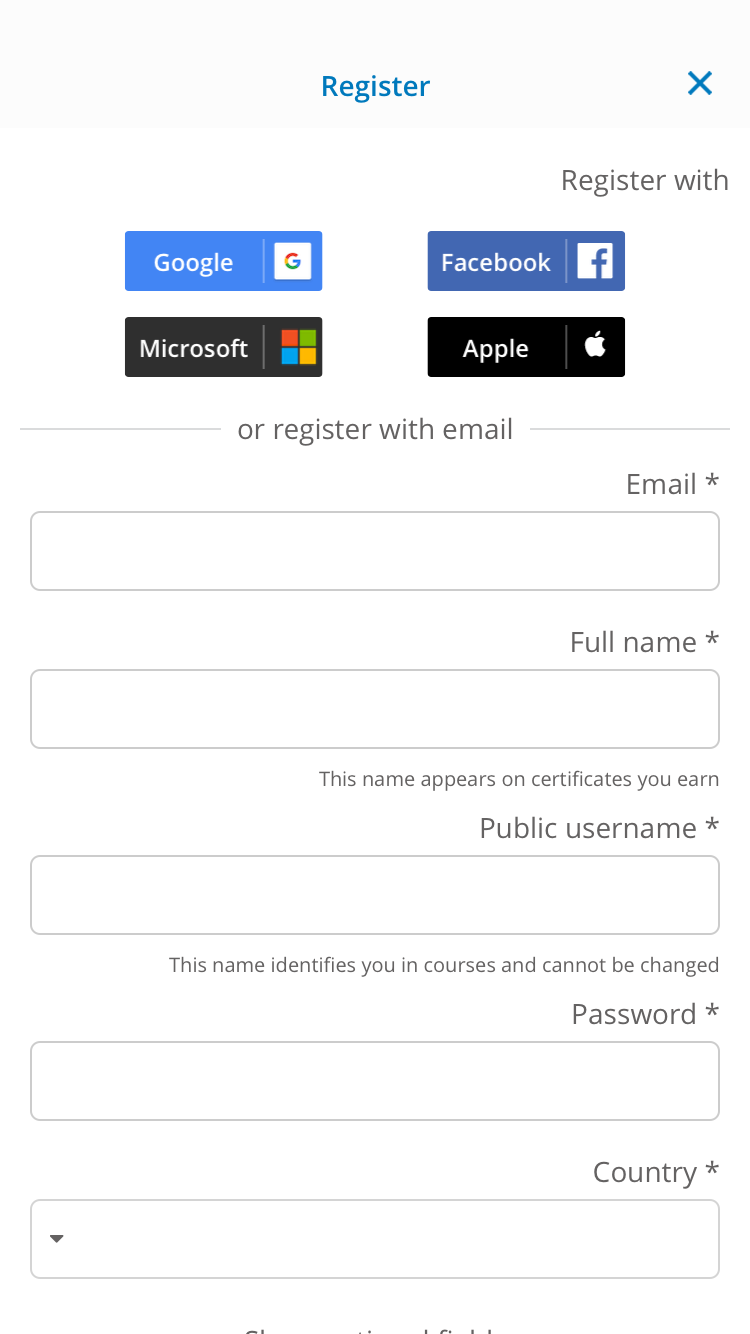 Register
Register with
Google
Facebook
Microsoft
Apple
or register with email
Email *
Full name *
This name appears on certificates you earn
Public username *
This name identifies you in courses and cannot be changed
Password *
Country *